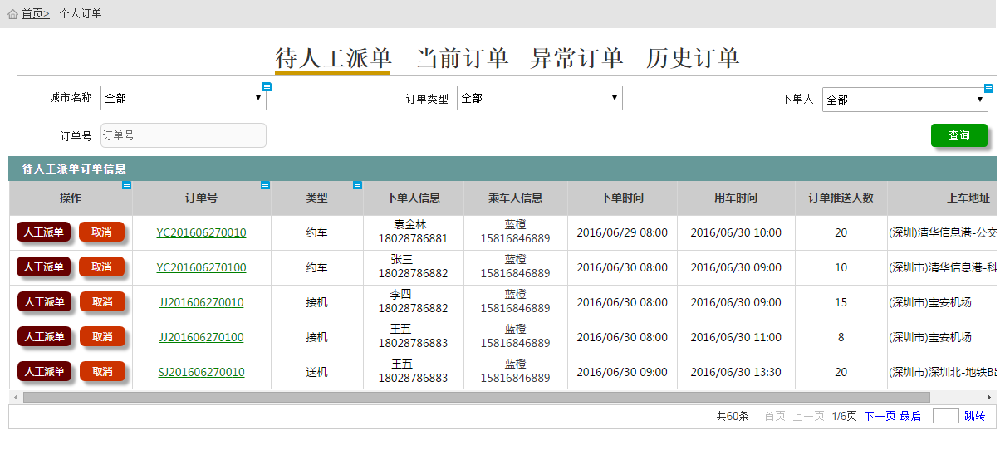 首页> 个人订单
待人工派单 当前订单 异常订单 历史订单
城市名称 全部 订单类型 全部 下单人 全部
订单号 订单号 查询
待人工派单订单信息
操作 订单号 类型 下单人信息 乘车人信息 下单时间 用车时间 订单推送人数 上车地址
人工派单 取消 YC201606270010 约车 袁金林 18028786881 蓝橙 15816846889 2016/06/29 08:00 2016/06/30 10:00 20 (深圳)清华信息港-公交
人工派单 取消 YC201606270100 约车 张三 18028786882 蓝橙 15816846889 2016/06/30 08:00 2016/06/30 09:00 10 (深圳市)清华信息港-科
人工派单 取消 JJ201606270010 接机 李四 18028786882 蓝橙 15816846889 2016/06/30 08:00 2016/06/30 09:00 15 (深圳市)宝安机场
人工派单 取消 JJ201606270100 接机 王五 18028786883 蓝橙 15816846889 2016/06/30 08:00 2016/06/30 11:00 8 (深圳市)宝安机场
人工派单 取消 SJ201606270010 送机 王五 18028786883 蓝橙 15816846889 2016/06/30 09:00 2016/06/30 13:30 20 (深圳市)深圳北-地铁B
共60条 首页 上一页 1/6页 下一页 最后 跳转